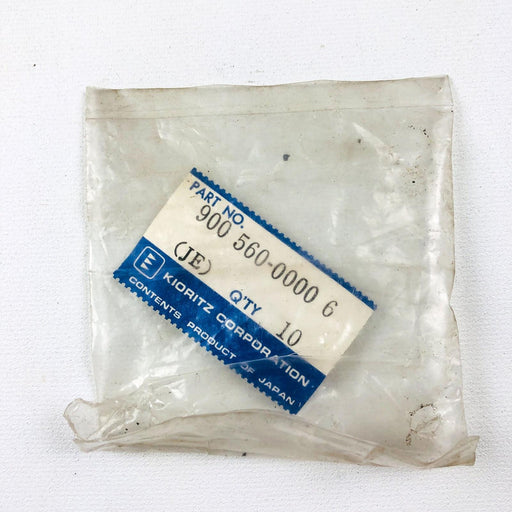 PART NO.
900 560-0000 6
(JE)
Q'TY 10
E KIORITZ CORPORATION
CONTENTS PRODUCT OF JAPAN